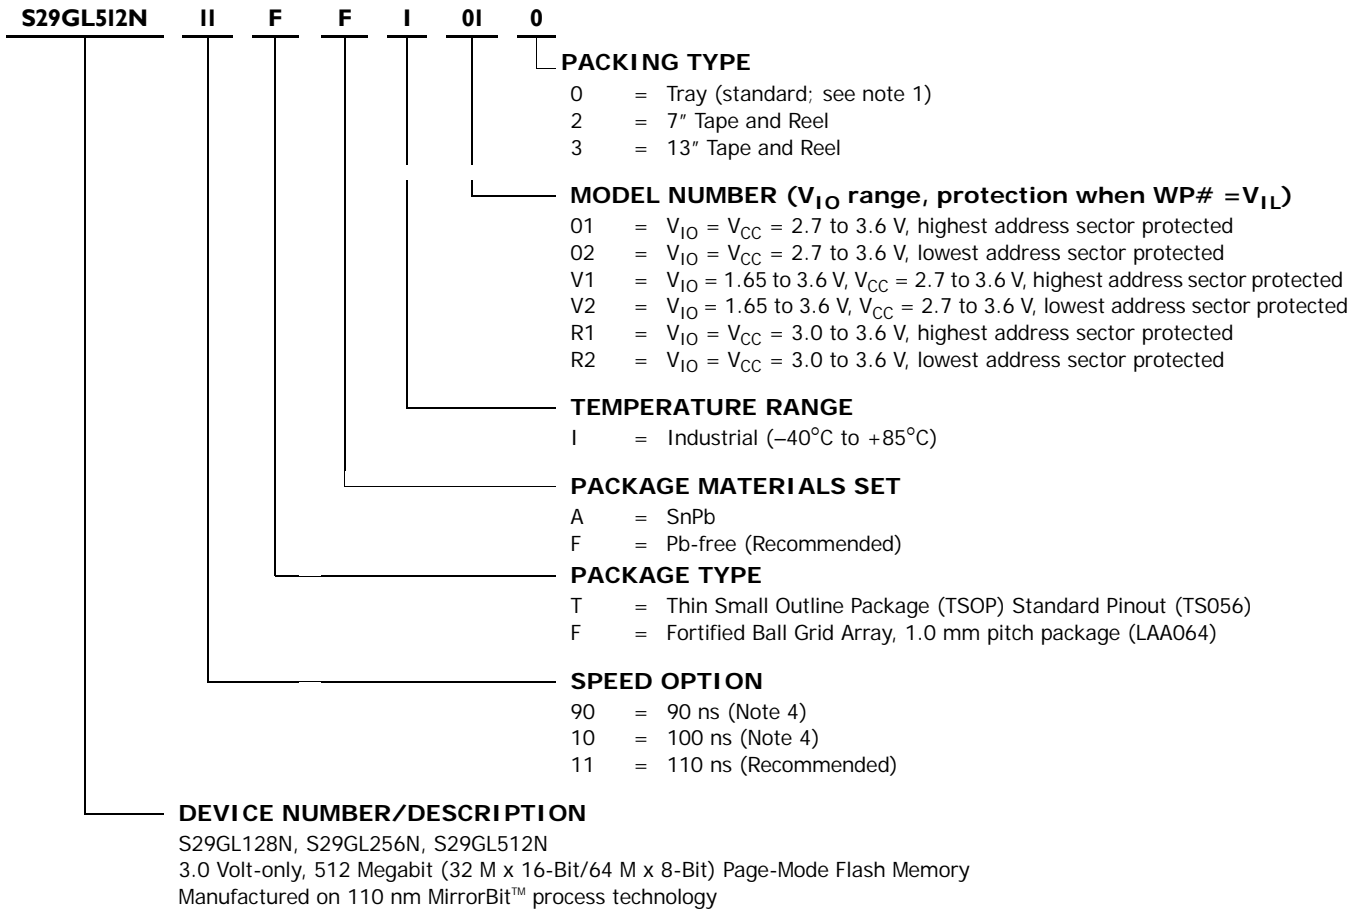 S29GL512N 11 F F I 01 0
PACKING TYPE
0 = Tray (standard; see note 1)
2 = 7″ Tape and Reel
3 = 13″ Tape and Reel
MODEL NUMBER (VIO range, protection when WP# =VIL)
01 = VIO = VCC = 2.7 to 3.6 V, highest address sector protected
02 = VIO = VCC = 2.7 to 3.6 V, lowest address sector protected
V1 = VIO = 1.65 to 3.6 V, VCC = 2.7 to 3.6 V, highest address sector protected
V2 = VIO = 1.65 to 3.6 V, VCC = 2.7 to 3.6 V, lowest address sector protected
R1 = VIO = VCC = 3.0 to 3.6 V, highest address sector protected
R2 = VIO = VCC = 3.0 to 3.6 V, lowest address sector protected
TEMPERATURE RANGE
I = Industrial (–40°C to +85°C)
PACKAGE MATERIALS SET
A = SnPb
F = Pb-free (Recommended)
PACKAGE TYPE
T = Thin Small Outline Package (TSOP) Standard Pinout (TS056)
F = Fortified Ball Grid Array, 1.0 mm pitch package (LAA064)
SPEED OPTION
90 = 90 ns (Note 4)
10 = 100 ns (Note 4)
11 = 110 ns (Recommended)
DEVICE NUMBER/DESCRIPTION
S29GL128N, S29GL256N, S29GL512N
3.0 Volt-only, 512 Megabit (32 M x 16-Bit/64 M x 8-Bit) Page-Mode Flash Memory
Manufactured on 110 nm MirrorBit™ process technology